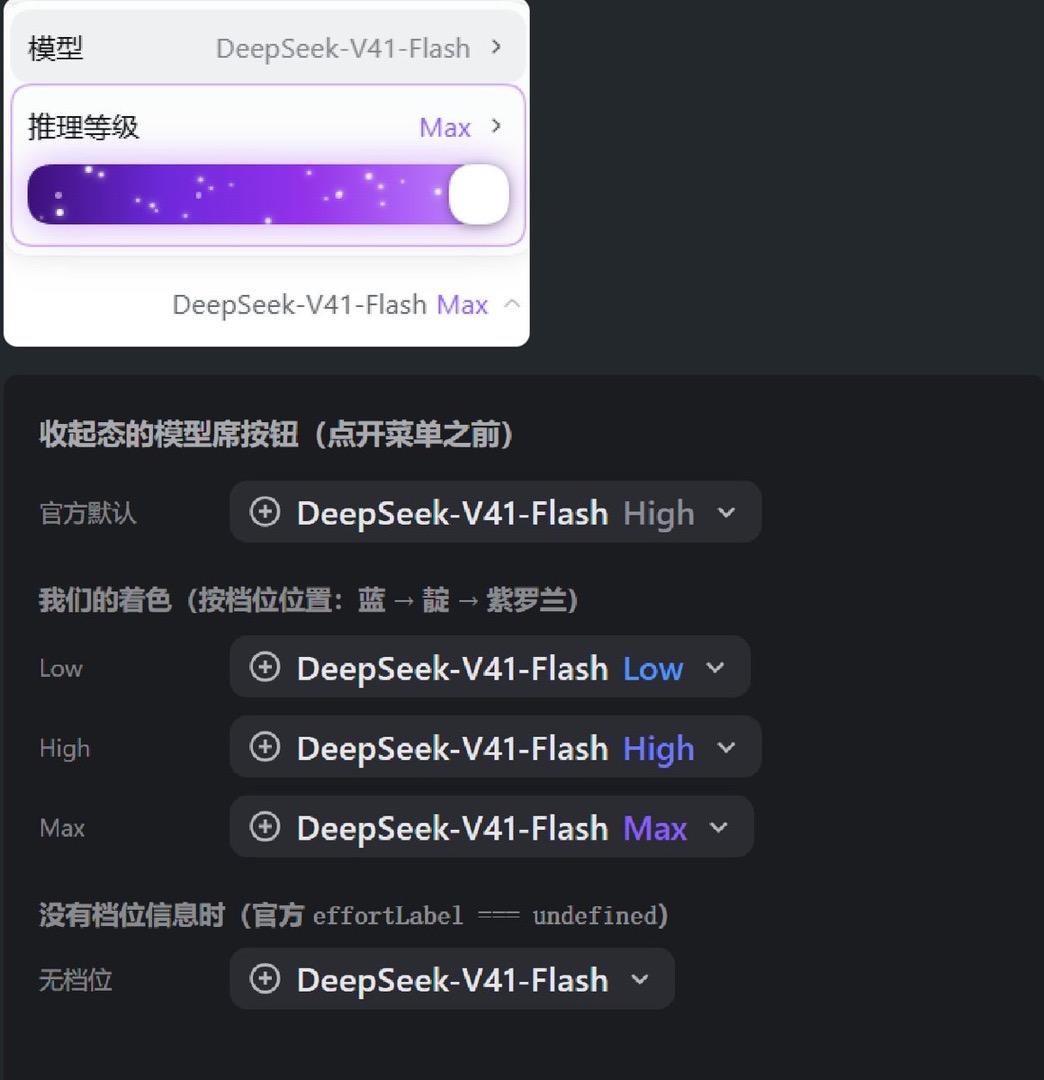 模型 DeepSeek-V41-Flash
推理等级 Max
DeepSeek-V41-Flash Max
收起态的模型席按钮（点开菜单之前）
官方默认 DeepSeek-V41-Flash High
我们的着色（按档位位置：蓝 → 靛 → 紫罗兰）
Low DeepSeek-V41-Flash Low
High DeepSeek-V41-Flash High
Max DeepSeek-V41-Flash Max
没有档位信息时（官方 effortLabel === undefined）
无档位 DeepSeek-V41-Flash